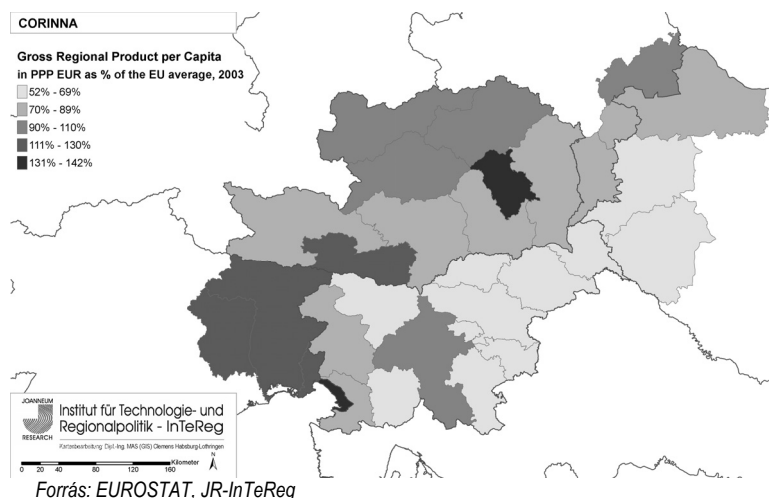 CORINNA
Gross Regional Product per Capita
in PPP EUR as % of the EU average, 2003
52% - 69%
70% - 89%
90% - 110%
111% - 130%
131% - 142%
JOANNEUM
RESEARCH
Institut für Technologie- und
Regionalpolitik - InTeReg
Kartenbearbeitung: Dipl.-Ing. MAS (GIS) Clemens Habsburg-Lothringen
Kilometer
N
0 20 40 80 120 160
Forrás: EUROSTAT, JR-InTeReg